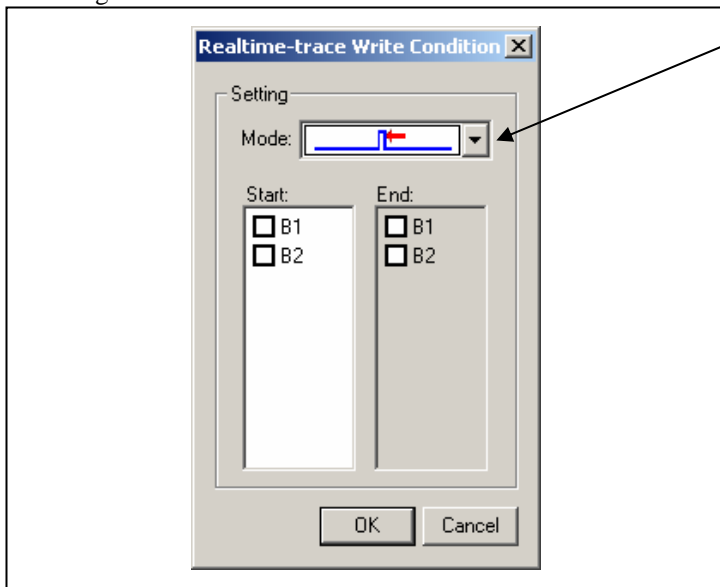 Realtime-trace Write Condition
Setting
Mode:
Start: End:
B1 B1
B2 B2
OK Cancel